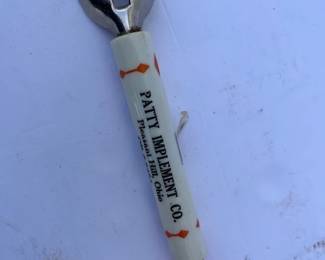 PATTY IMPLEMENT CO.
Pleasant Hill, Ohio